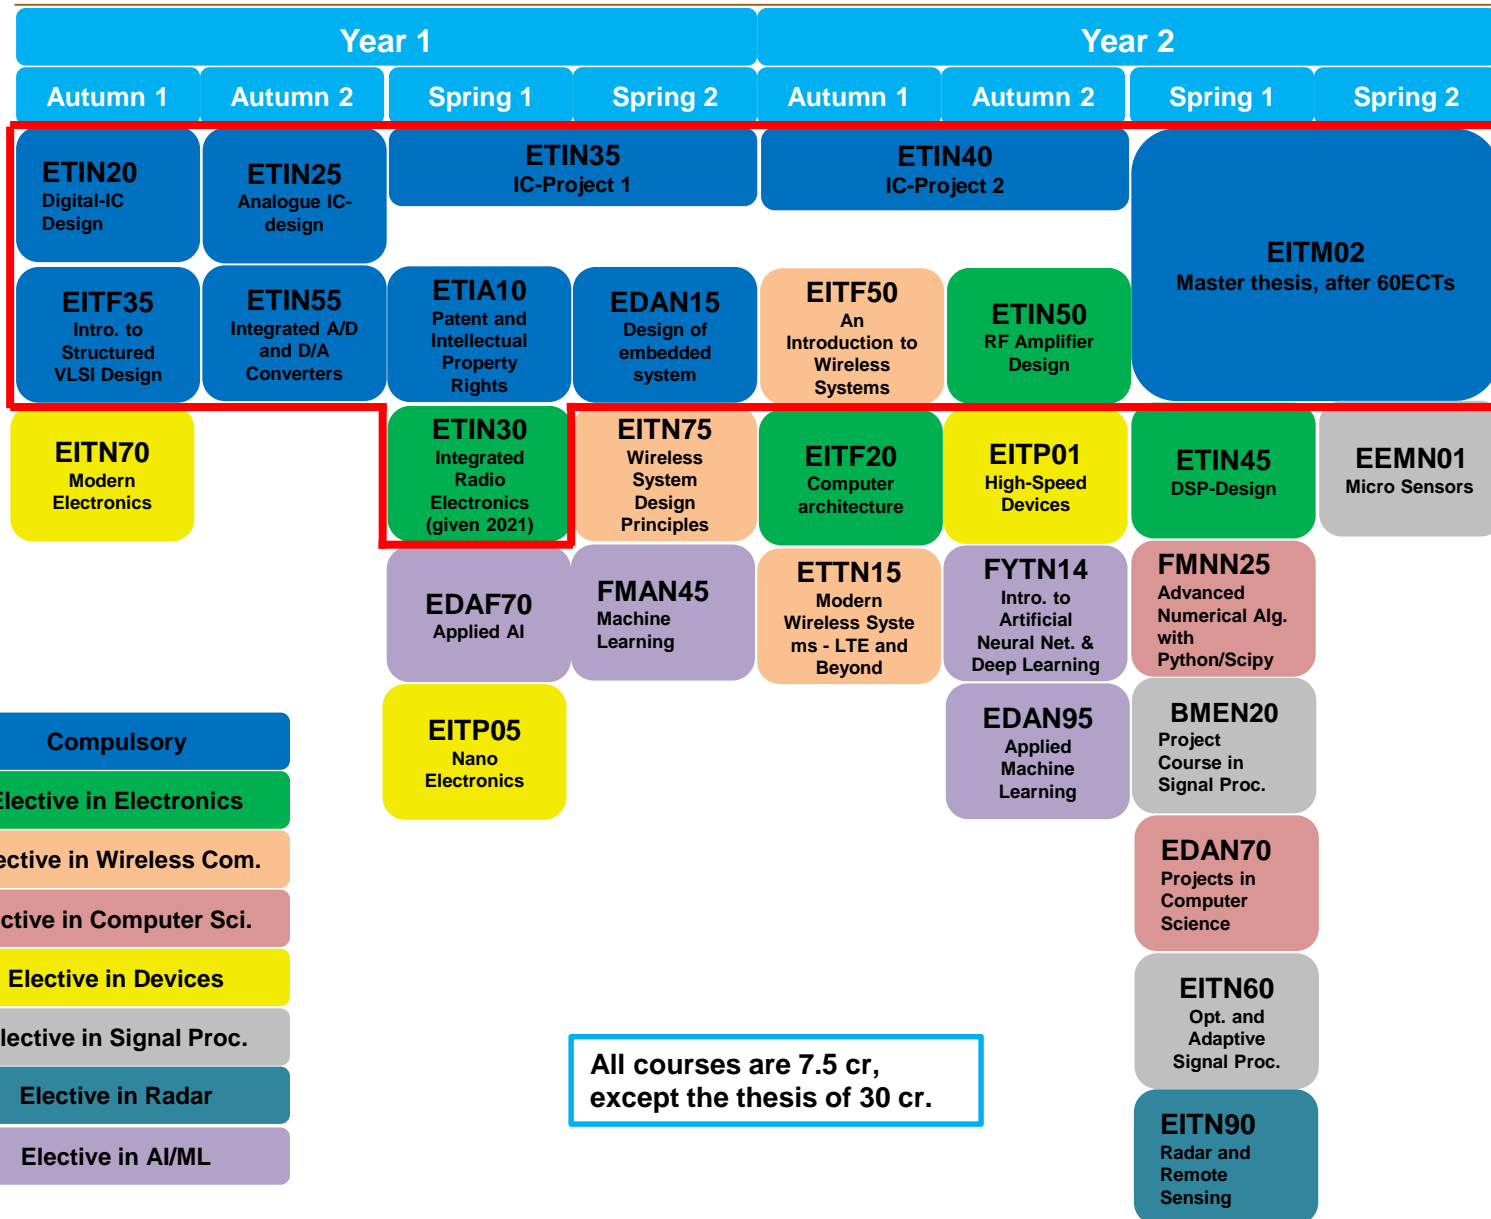 Year 1
Year 2
Autumn 1
Autumn 2
Spring 1
Spring 2
Autumn 1
Autumn 2
Spring 1
Spring 2
ETIN20
Digital-IC
Design
ETIN25
Analogue IC-
design
ETIN35
IC-Project 1
ETIN40
IC-Project 2
EITM02
Master thesis, after 60ECTs
EITF35
Intro. to
Structured
VLSI Design
ETIN55
Integrated A/D
and D/A
Converters
ETIA10
Patent and
Intellectual
Property
Rights
EDAN15
Design of
embedded
system
EITF50
An
Introduction to
Wireless
Systems
ETIN50
RF Amplifier
Design
EITN70
Modern
Electronics
ETIN30
Integrated
Radio
Electronics
(given 2021)
EITN75
Wireless
System
Design
Principles
EITF20
Computer
architecture
EITP01
High-Speed
Devices
ETIN45
DSP-Design
EEMN01
Micro Sensors
EDAF70
Applied AI
FMAN45
Machine
Learning
ETTN15
Modern
Wireless Syste
ms - LTE and
Beyond
FYTN14
Intro. to
Artificial
Neural Net. &
Deep Learning
FMNN25
Advanced
Numerical Alg.
with
Python/Scipy
EITP05
Nano
Electronics
EDAN95
Applied
Machine
Learning
BMEN20
Project
Course in
Signal Proc.
EDAN70
Projects in
Computer
Science
EITN60
Opt. and
Adaptive
Signal Proc.
EITN90
Radar and
Remote
Sensing
Compulsory
Elective in Electronics
ective in Wireless Com.
ctive in Computer Sci.
Elective in Devices
lective in Signal Proc.
Elective in Radar
Elective in AI/ML
All courses are 7.5 cr,
except the thesis of 30 cr.